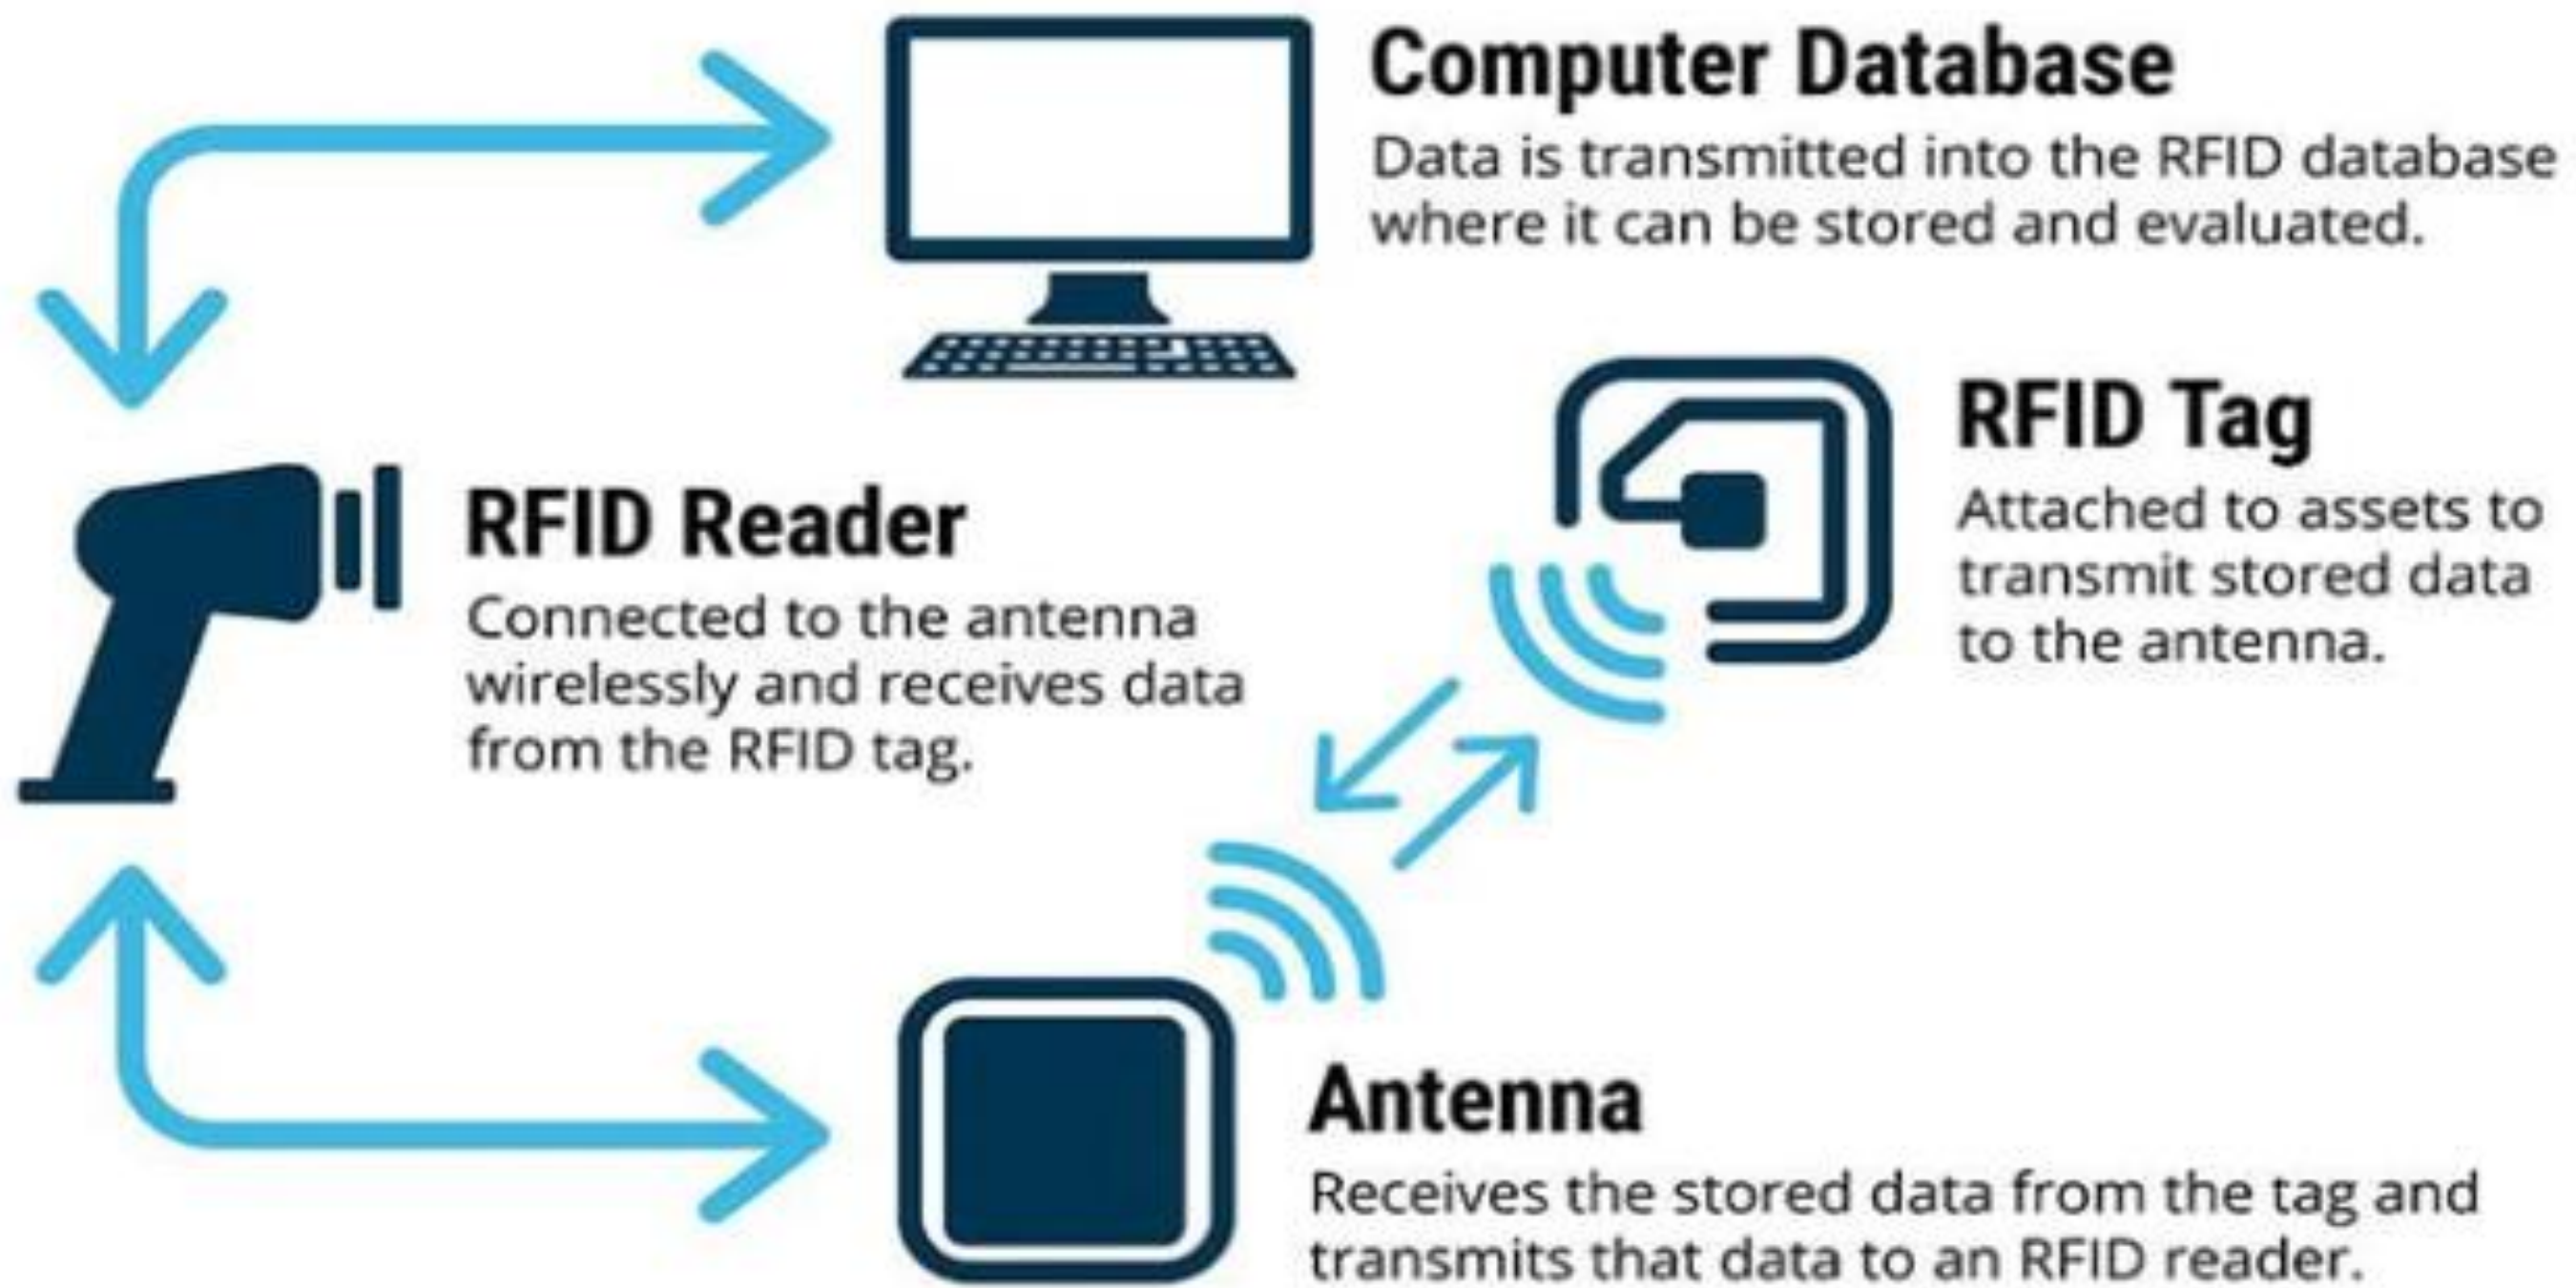 Computer Database
Data is transmitted into the RFID database
where it can be stored and evaluated.
RFID Tag
Attached to assets to
transmit stored data
to the antenna.
RFID Reader
Connected to the antenna
wirelessly and receives data
from the RFID tag.
Antenna
Receives the stored data from the tag and
transmits that data to an RFID reader.